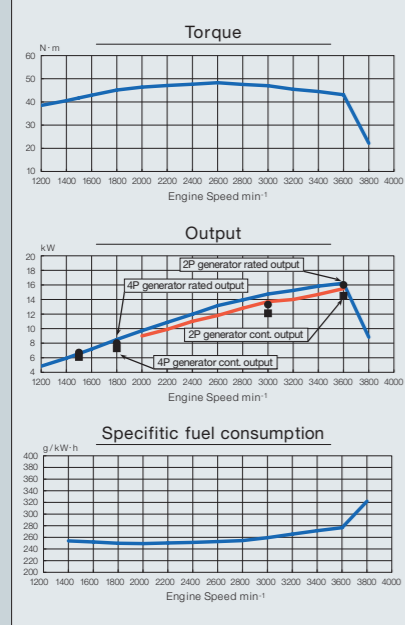 Torque
N·m
60
50
40
30
20
10
1200 1400 1600 1800 2000 2200 2400 2600 2800 3000 3200 3400 3600 3800 4000
Engine Speed min-1
Output
kW
20
18
16
14
12
10
8
6
4
2P generator rated output
4P generator rated output
2P generator cont. output
4P generator cont. output
1200 1400 1600 1800 2000 2200 2400 2600 2800 3000 3200 3400 3600 3800 4000
Engine Speed min-1
Specifitic fuel consumption
g/kW·h
400
380
360
340
320
300
280
260
240
220
200
1200 1400 1600 1800 2000 2200 2400 2600 2800 3000 3200 3400 3600 3800 4000
Engine Speed min-1